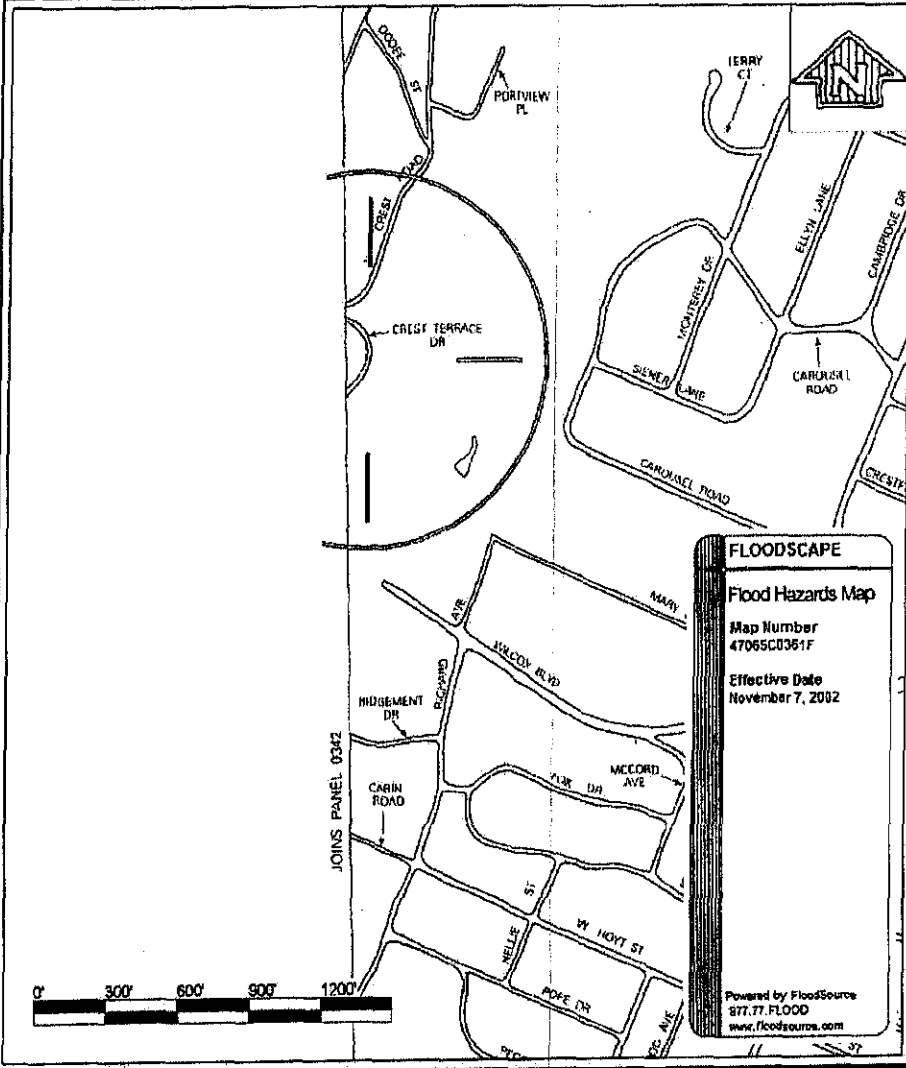 DODGE ST
PORTVIEW
PL
TERRY
CT
N
CREST ROAD
ELLYN LANE
CAMBRIDGE DR
MONTEREY DR
CREST TERRACE
DR
CAROUSEL
ROAD
LANE
CAROUSEL ROAD
FLOODSCAPE
Flood Hazards Map
Map Number
47065C0361F
Effective Date
November 7, 2002
MARY
RICHARD AVE
WILCOX BLVD
DR
JOINS PANEL 0342
CABIN
ROAD
MCCORD
AVE
YORK DR
NELLIE ST
W HOYT ST
POPE DR
AVE
ST
0' 300' 600' 900' 1200'
Powered by FloodSource
877.77.FLOOD
www.floodsource.com